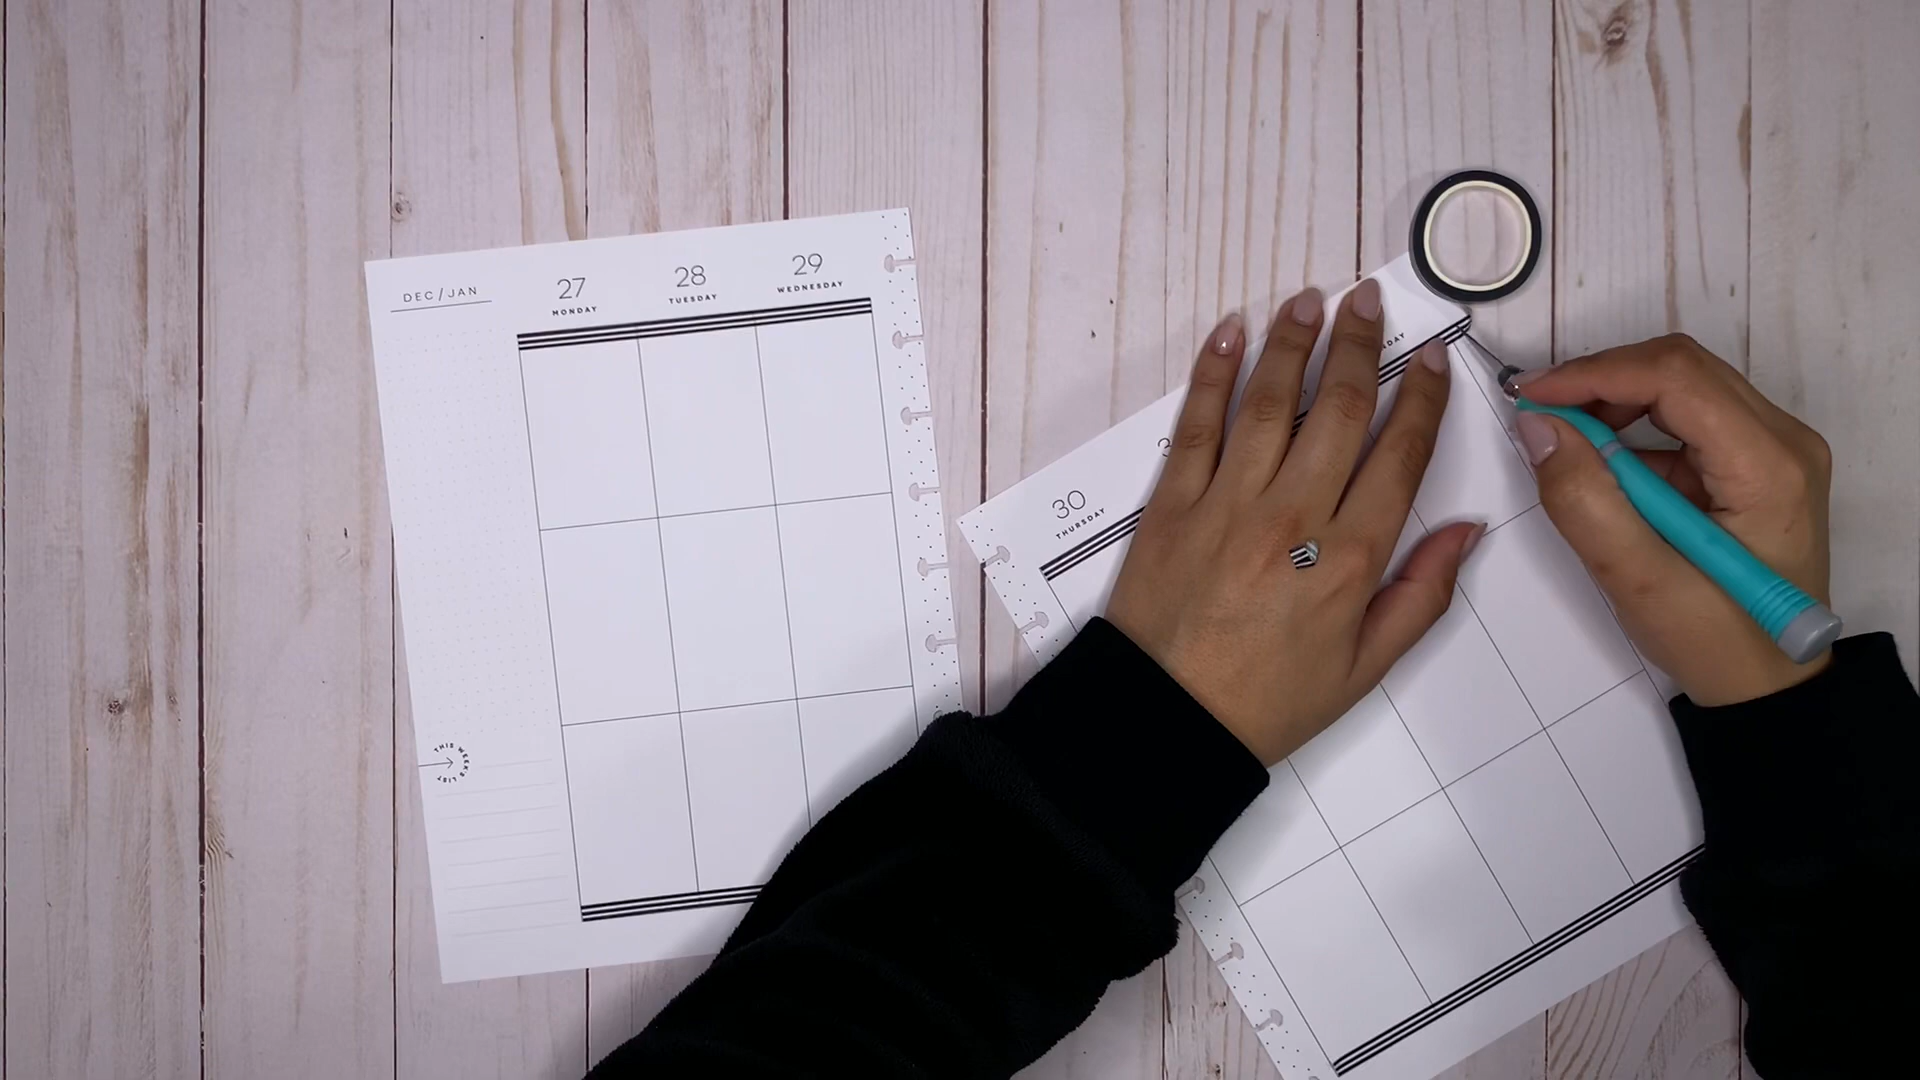 DEC/JAN
27
MONDAY
28
TUESDAY
29
WEDNESDAY
THIS WEEK'S LIST
30
THURSDAY